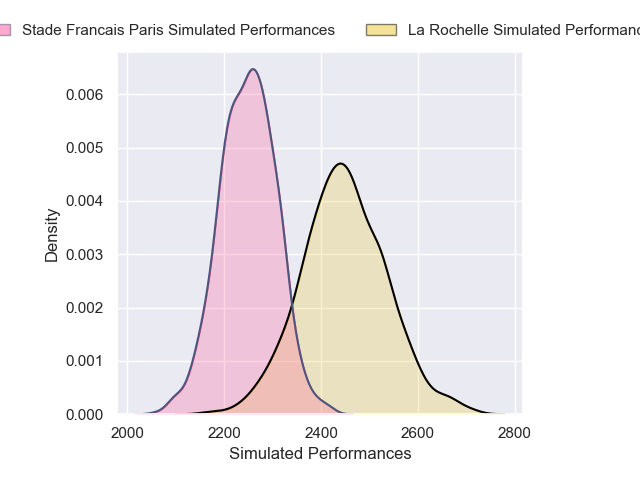 Stade Francais Paris Simulated Performances La Rochelle Simulated Performanc
0.006
0.005
0.004
0.003
0.002
0.001
0.000
Density
2000 2200 2400 2600 2800
Simulated Performances